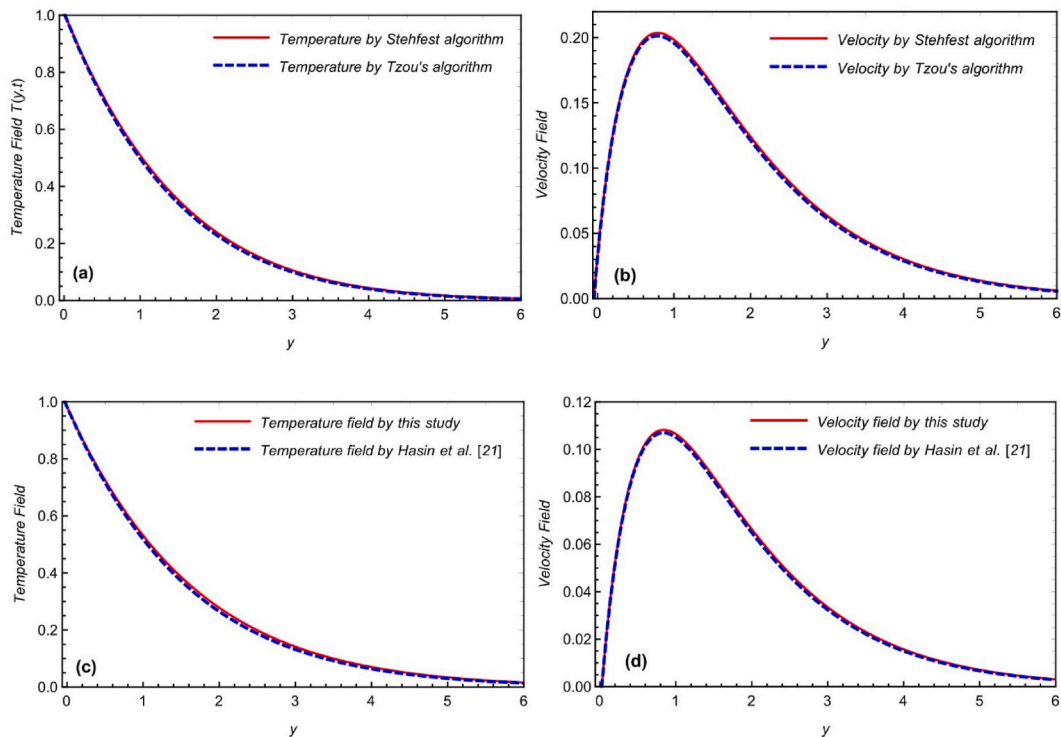 1.0
Temperature by Stehfest algorithm
Temperature by Tzou's algorithm
0.8
0.6
0.4
0.2
0.0
Temperature Field T(y,t)
(a)
0 1 2 3 4 5 6
y
0.20
Velocity by Stehfest algorithm
Velocity by Tzou's algorithm
0.15
0.10
0.05
0.00
Velocity Field
(b)
0 1 2 3 4 5 6
y
1.0
Temperature field by this study
Temperature field by Hasin et al. [21]
0.8
0.6
0.4
0.2
0.0
Temperature Field
(c)
0 1 2 3 4 5 6
y
0.12
Velocity field by this study
Velocity field by Hasin et al. [21]
0.10
0.08
0.06
0.04
0.02
0.00
Velocity Field
(d)
0 1 2 3 4 5 6
y